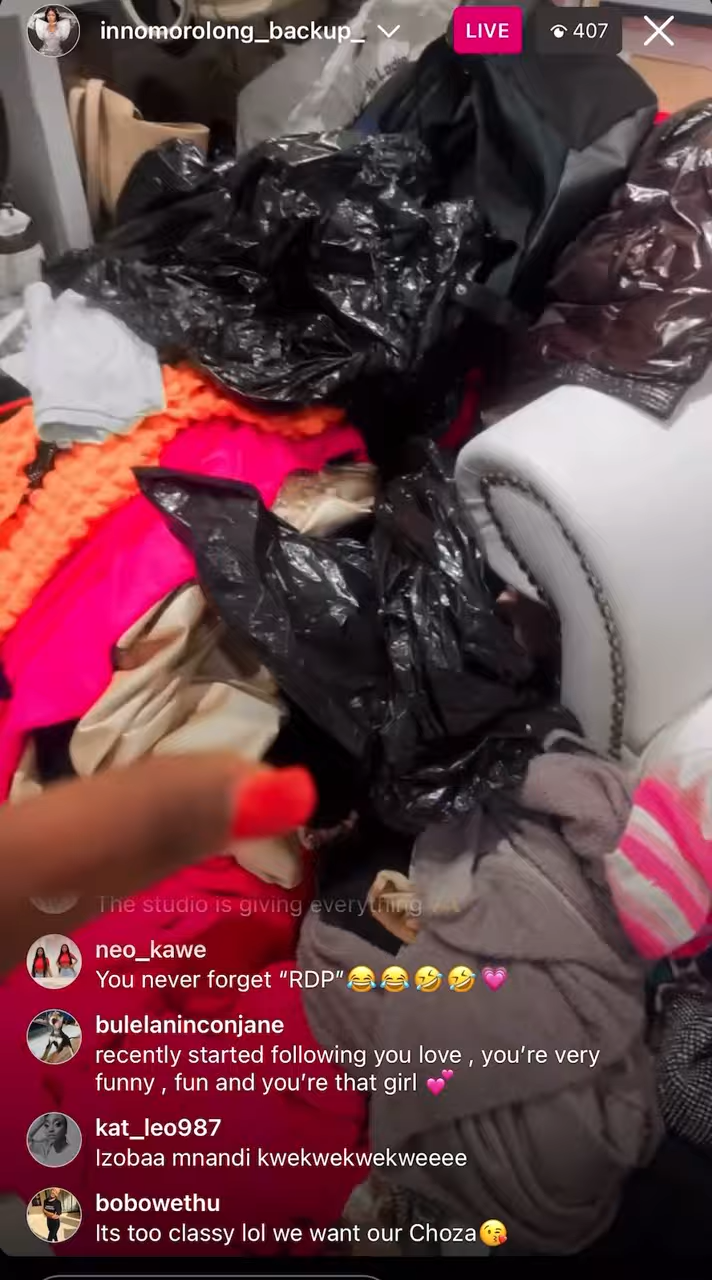 innomorolong_backup_
LIVE
407
The studio is giving everything
neo_kawe
You never forget “RDP”😂😂🤣🤣💗
bulelaninconjane
recently started following you love , you’re very
funny , fun and you’re that girl 💕
kat_leo987
Izobaa mnandi kwekwekwekweeee
bobowethu
Its too classy lol we want our Choza😘